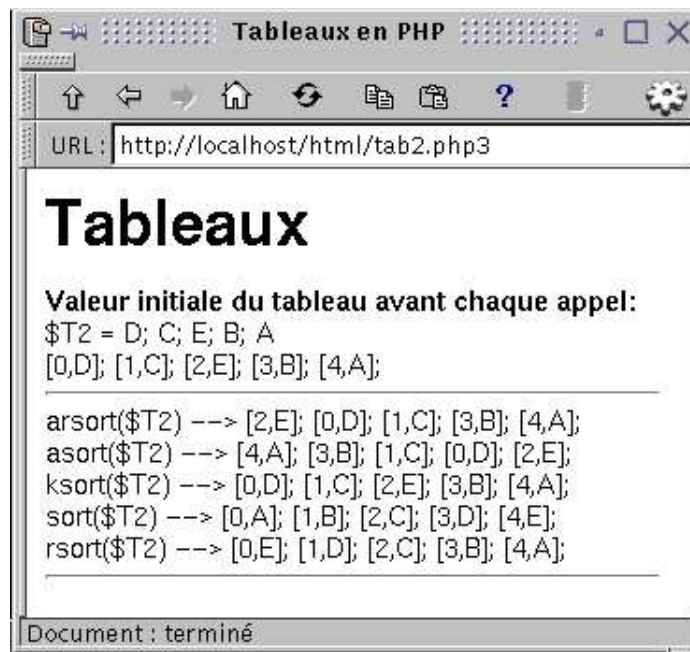 Tableaux en PHP
URL : http://localhost/html/tab2.php3
Tableaux
Valeur initiale du tableau avant chaque appel:
$T2 = D; C; E; B; A
[0,D]; [1,C]; [2,E]; [3,B]; [4,A];
arsort($T2) --> [2,E]; [0,D]; [1,C]; [3,B]; [4,A];
asort($T2) --> [4,A]; [3,B]; [1,C]; [0,D]; [2,E];
ksort($T2) --> [0,D]; [1,C]; [2,E]; [3,B]; [4,A];
sort($T2) --> [0,A]; [1,B]; [2,C]; [3,D]; [4,E];
rsort($T2) --> [0,E]; [1,D]; [2,C]; [3,B]; [4,A];
Document : terminé